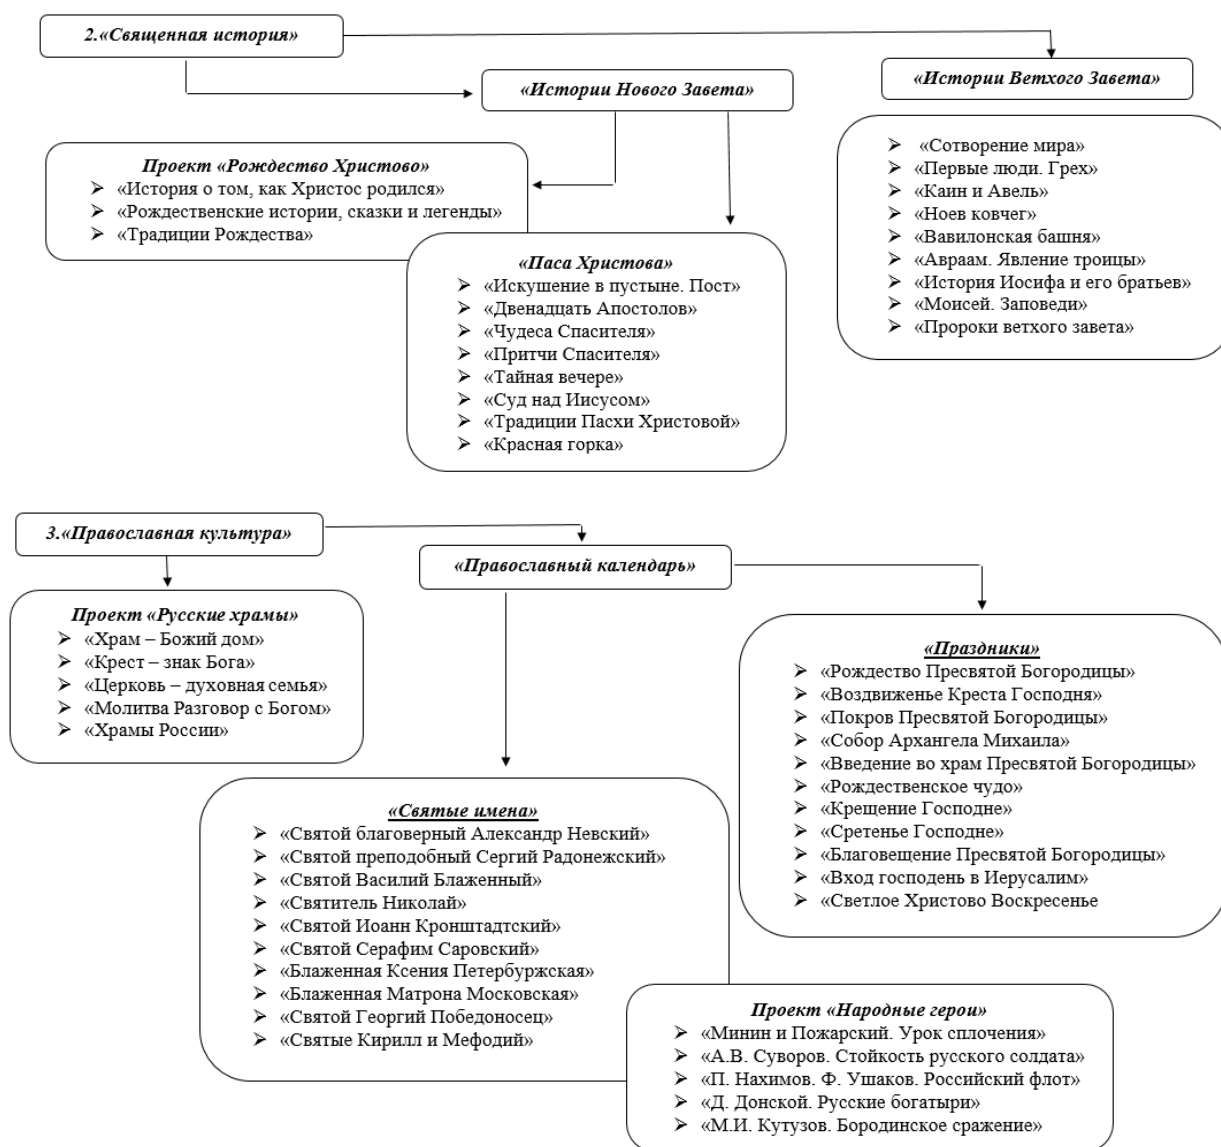 2.«Священная история»
«Истории Нового Завета»
«Истории Ветхого Завета»
Проект «Рождество Христово»
«История о том, как Христос родился»
«Рождественские истории, сказки и легенды»
«Традиции Рождества»
«Паса Христова»
«Искушение в пустыне. Пост»
«Двенадцать Апостолов»
«Чудеса Спасителя»
«Притчи Спасителя»
«Тайная вечере»
«Суд над Иисусом»
«Традиции Пасхи Христовой»
«Красная горка»
«Сотворение мира»
«Первые люди. Грех»
«Каин и Авель»
«Ноев ковчег»
«Вавилонская башня»
«Авраам. Явление троицы»
«История Иосифа и его братьев»
«Моисей. Заповеди»
«Пророки ветхого завета»
3.«Православная культура»
«Православный календарь»
Проект «Русские храмы»
«Храм – Божий дом»
«Крест – знак Бога»
«Церковь – духовная семья»
«Молитва Разговор с Богом»
«Храмы России»
«Праздники»
«Рождество Пресвятой Богородицы»
«Воздвиженье Креста Господня»
«Покров Пресвятой Богородицы»
«Собор Архангела Михаила»
«Введение во храм Пресвятой Богородицы»
«Рождественское чудо»
«Крещение Господне»
«Сретенье Господне»
«Благовещение Пресвятой Богородицы»
«Вход господень в Иерусалим»
«Светлое Христово Воскресенье
«Святые имена»
«Святой благоверный Александр Невский»
«Святой преподобный Сергий Радонежский»
«Святой Василий Блаженный»
«Святитель Николай»
«Святой Иоанн Кронштадтский»
«Святой Серафим Саровский»
«Блаженная Ксения Петербуржская»
«Блаженная Матрона Московская»
«Святой Георгий Победоносец»
«Святые Кирилл и Мефодий»
Проект «Народные герои»
«Минин и Пожарский. Урок сплочения»
«А.В. Суворов. Стойкость русского солдата»
«П. Нахимов. Ф. Ушаков. Российский флот»
«Д. Донской. Русские богатыри»
«М.И. Кутузов. Бородинское сражение»